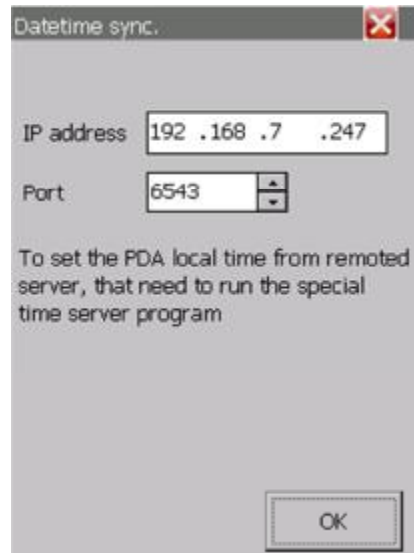 Datetime sync.
IP address 192 .168 .7 .247
Port 6543
To set the PDA local time from remoted
server, that need to run the special
time server program
OK